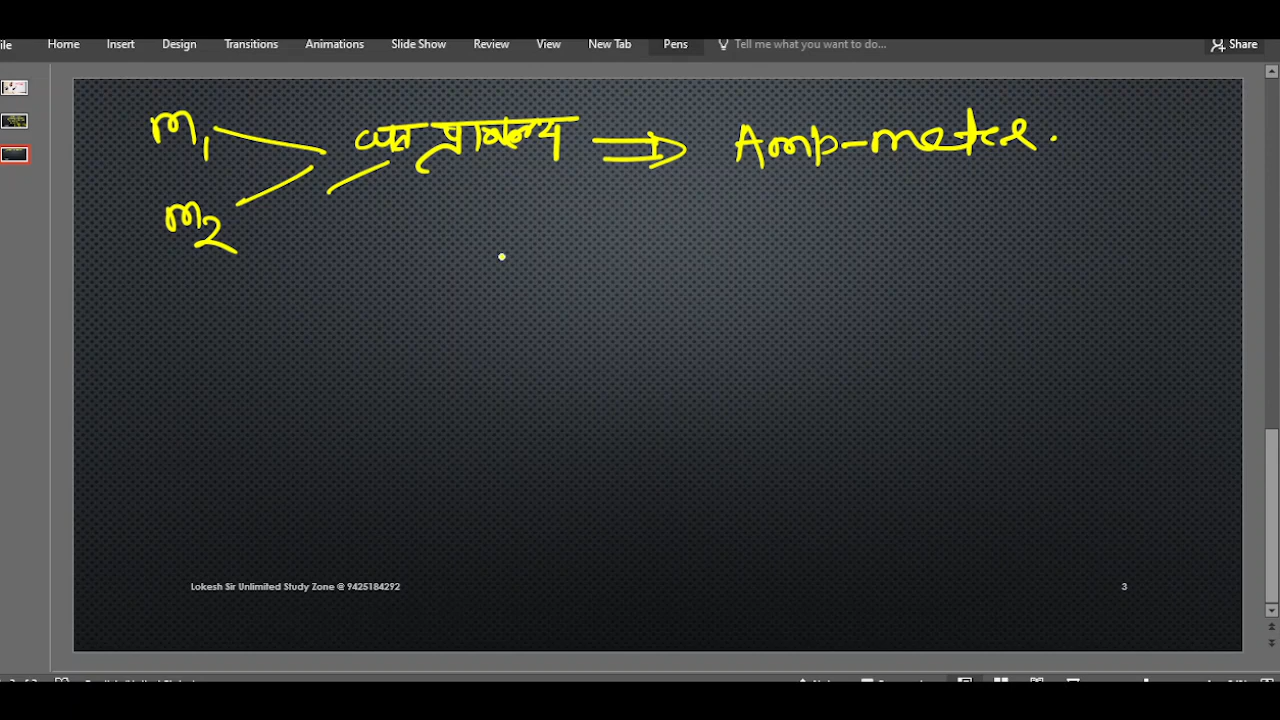 ile Home Insert Design Transitions Animations Slide Show Review View New Tab Pens Tell me what you want to do... Share
m1 ⇒ Amp-meter.
m2
Lokesh Sir Unlimited Study Zone @ 9425184292 3